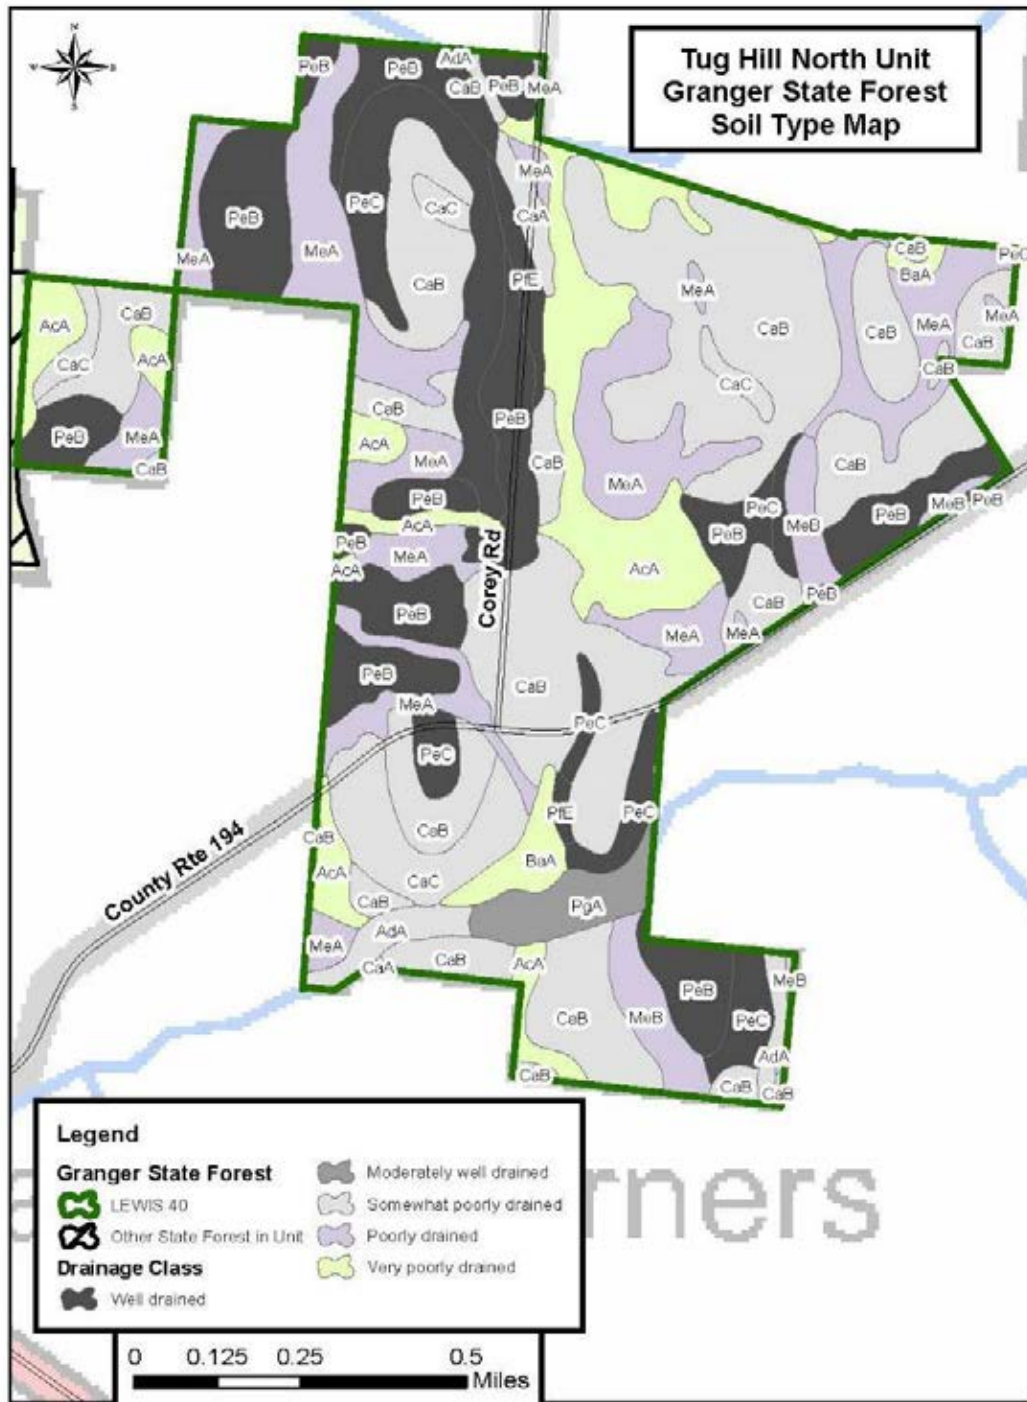 N
W
S
Tug Hill North Unit
Granger State Forest
Soil Type Map
AdA
PeB
PeB
CaB
PeB
MeA
MeA
PeC
CaC
CaA
PeB
MeA
CaB
PeC
BaA
MeA
PfE
CaB
MeA
MeA
CaB
AcA
CaB
CaB
MeA
CaB
CaB
AcA
CaC
CaC
CaB
CaB
PeB
AcA
PeB
MeA
MeA
CaB
CaB
MeA
MeB
PeB
PeB
PeC
PeB
MeB
PeB
AcA
PeB
MeA
AcA
AcA
CaB
PeB
PeB
Corey Rd
MeA
MeA
PeB
CaB
MeA
PeC
PeC
PfE
PeC
CaB
CaB
BaA
County Rte 194
AcA
CaC
CaB
PgA
AdA
MeA
CaB
CaA
AcA
MeB
PeB
CaB
MeB
PeC
AdA
CaB
CaB
CaB
Legend
Granger State Forest
LEWIS 40
Other State Forest in Unit
Drainage Class
Well drained
Moderately well drained
Somewhat poorly drained
Poorly drained
Very poorly drained
rners
0 0.125 0.25 0.5
Miles